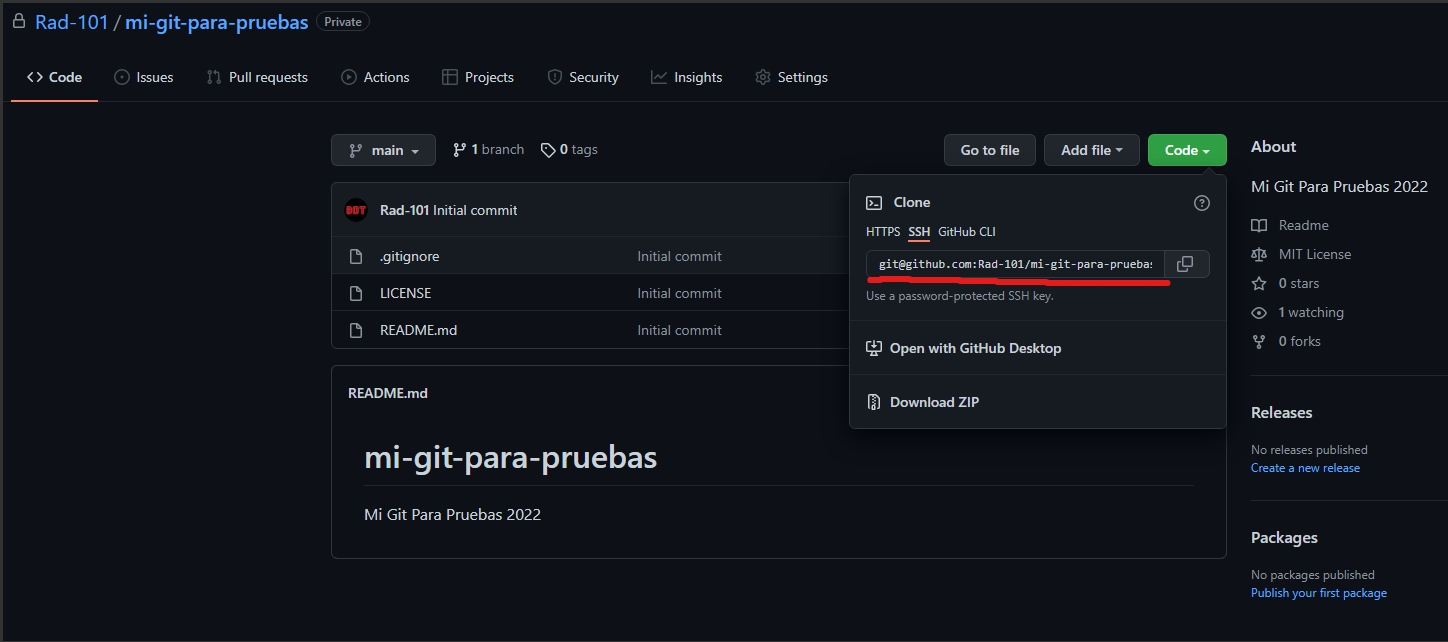 Rad-101 / mi-git-para-pruebas Private
Code Issues Pull requests Actions Projects Security Insights Settings
main 1 branch 0 tags Go to file Add file Code
Rad-101 Initial commit
.gitignore Initial commit
LICENSE Initial commit
README.md Initial commit
Clone
HTTPS SSH GitHub CLI
git@github.com:Rad-101/mi-git-para-pruebas
Use a password-protected SSH key.
Open with GitHub Desktop
Download ZIP
README.md
mi-git-para-pruebas
Mi Git Para Pruebas 2022
About
Mi Git Para Pruebas 2022
Readme
MIT License
0 stars
1 watching
0 forks
Releases
No releases published
Create a new release
Packages
No packages published
Publish your first package